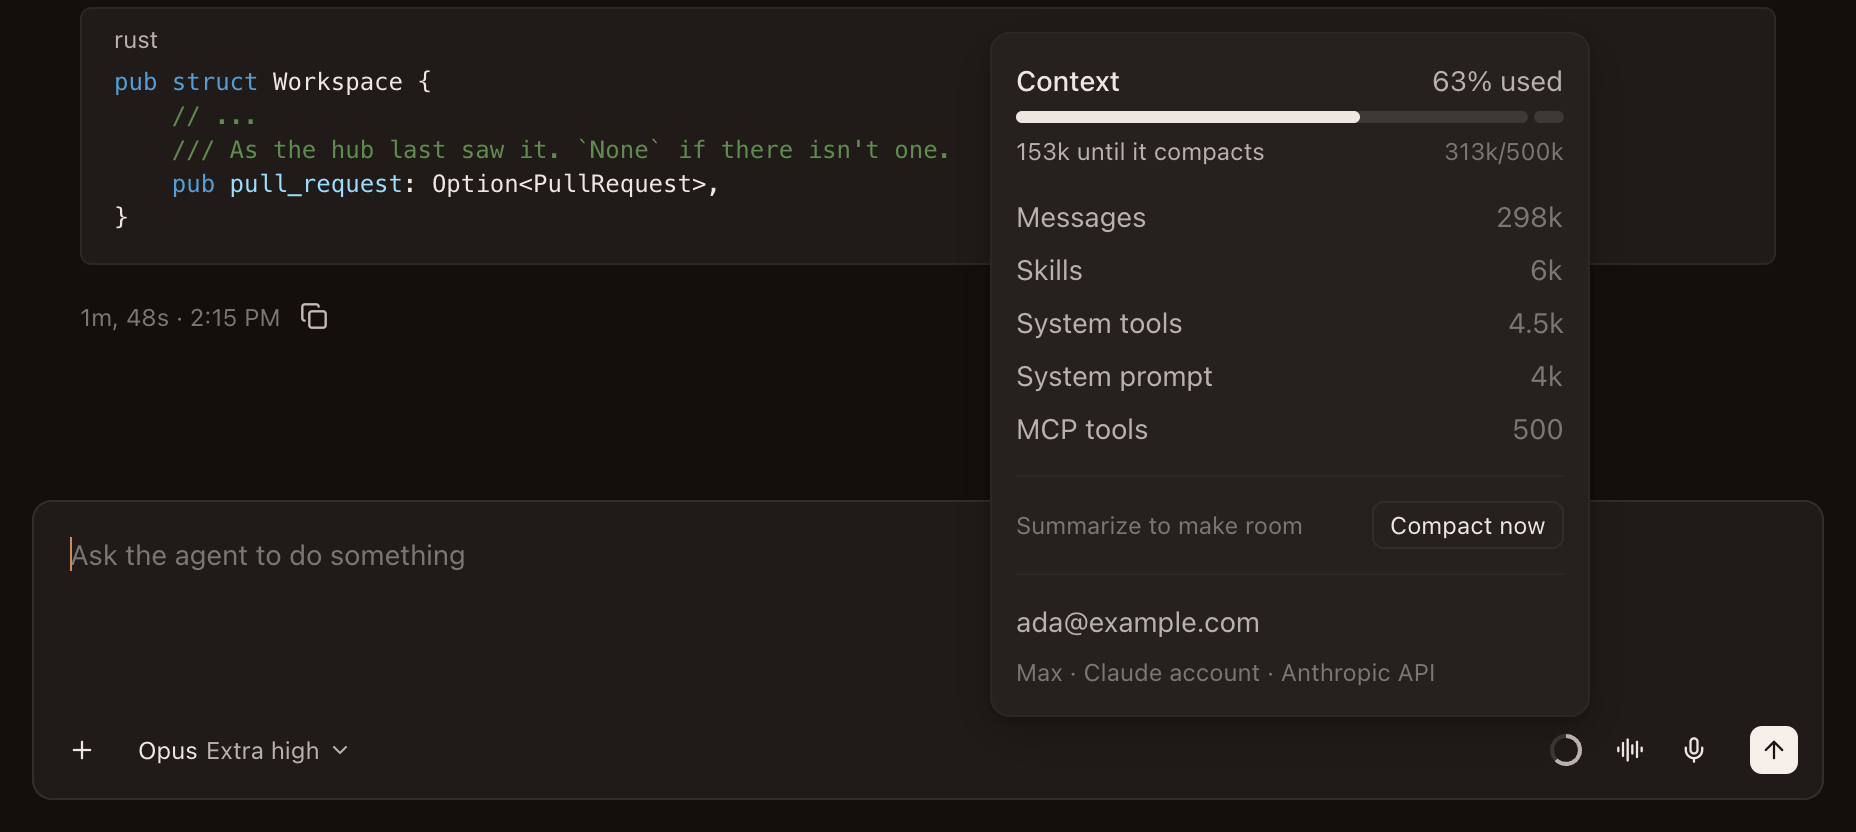 rust
pub struct Workspace {
    // ...
    /// As the hub last saw it. `None` if there isn't one.
    pub pull_request: Option<PullRequest>,
}
1m, 48s · 2:15 PM
Context 63% used
153k until it compacts 313k/500k
Messages 298k
Skills 6k
System tools 4.5k
System prompt 4k
MCP tools 500
Summarize to make room Compact now
ada@example.com
Max · Claude account · Anthropic API
Ask the agent to do something
Opus Extra high